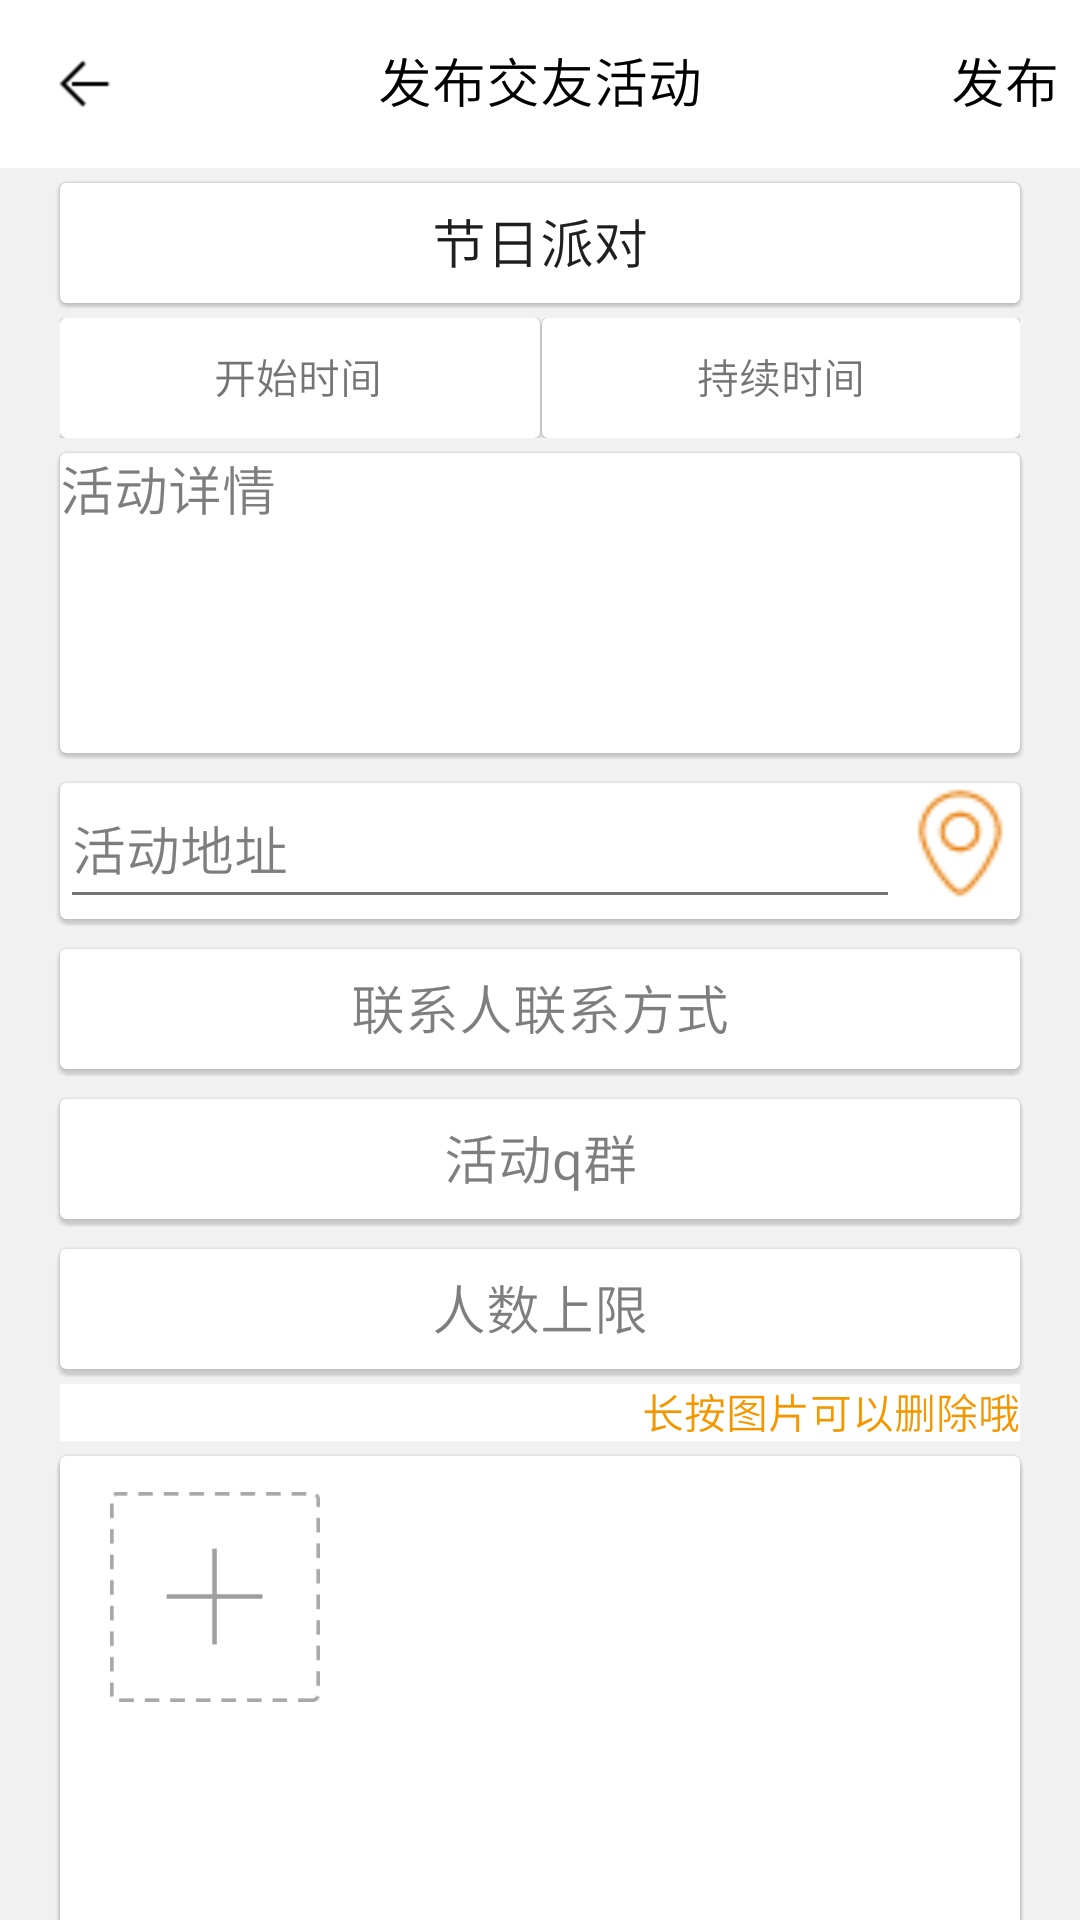 发布交友活动 发布
节日派对
开始时间 持续时间
活动详情
活动地址
联系人联系方式
活动q群
人数上限
长按图片可以删除哦